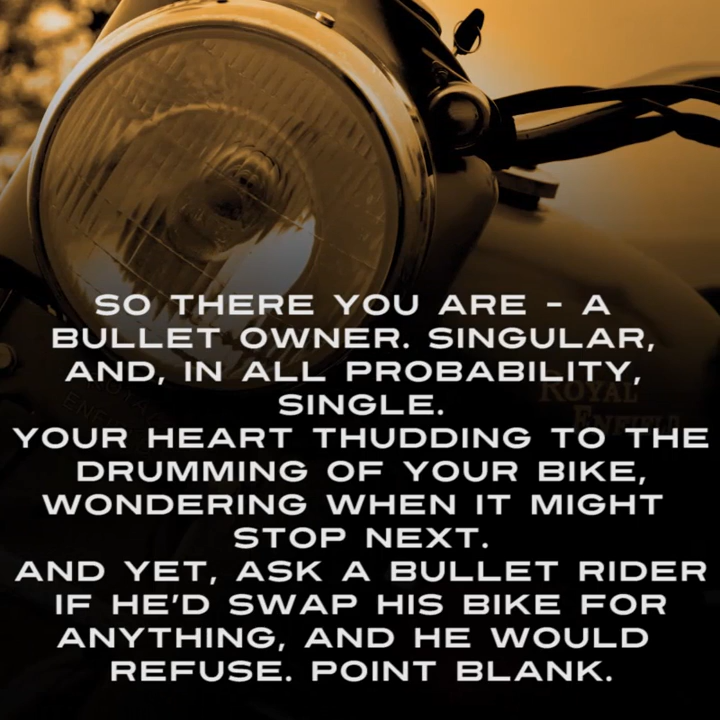 SO THERE YOU ARE - A
BULLET OWNER. SINGULAR,
AND, IN ALL PROBABILITY,
SINGLE.
YOUR HEART THUDDING TO THE
DRUMMING OF YOUR BIKE,
WONDERING WHEN IT MIGHT
STOP NEXT.
AND YET, ASK A BULLET RIDER
IF HE'D SWAP HIS BIKE FOR
ANYTHING, AND HE WOULD
REFUSE. POINT BLANK.
ROYAL
ENFIELD